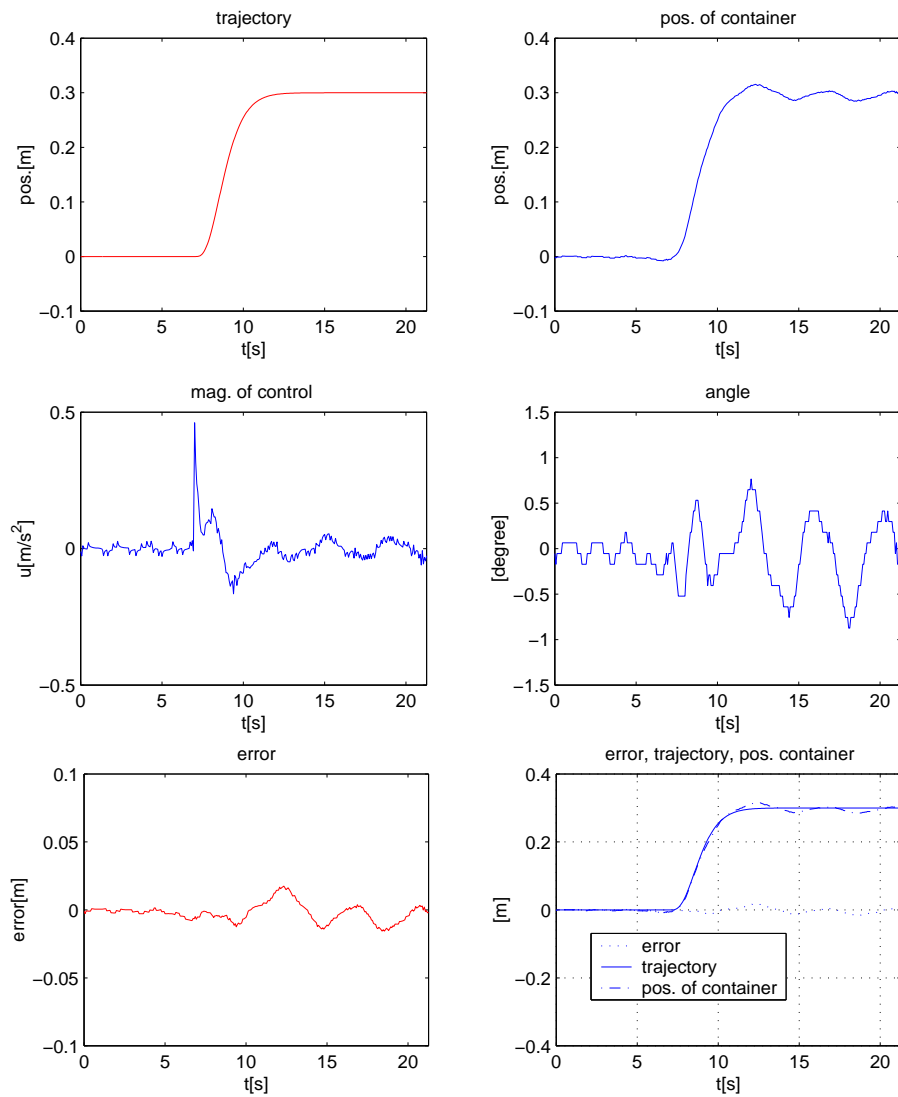 trajectory
0.4
0.3
0.2
0.1
0
−0.1
pos.[m]
0 5 10 15 20
t[s]
pos. of container
0.4
0.3
0.2
0.1
0
−0.1
pos.[m]
0 5 10 15 20
t[s]
mag. of control
0.5
0
−0.5
u[m/s²]
0 5 10 15 20
t[s]
angle
1.5
1
0.5
0
−0.5
−1
−1.5
[degree]
0 5 10 15 20
t[s]
error
0.1
0.05
0
−0.05
−0.1
error[m]
0 5 10 15 20
t[s]
error, trajectory, pos. container
0.4
0.2
0
−0.2
−0.4
[m]
error
trajectory
pos. of container
0 5 10 15 20
t[s]